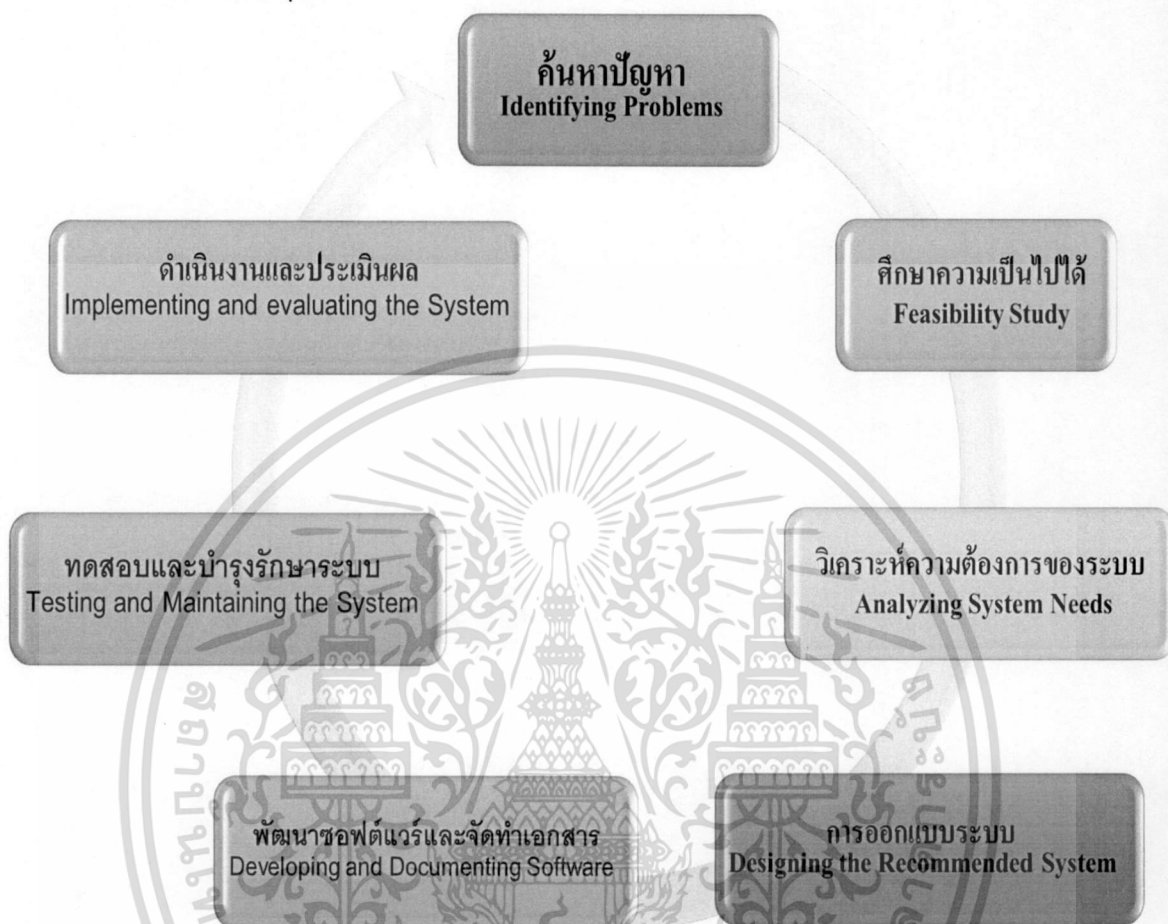 ค้นหาปัญหา
Identifying Problems
ศึกษาความเป็นไปได้
Feasibility Study
วิเคราะห์ความต้องการของระบบ
Analyzing System Needs
การออกแบบระบบ
Designing the Recommended System
พัฒนาซอฟต์แวร์และจัดทำเอกสาร
Developing and Documenting Software
ทดสอบและบำรุงรักษาระบบ
Testing and Maintaining the System
ดำเนินงานและประเมินผล
Implementing and evaluating the System